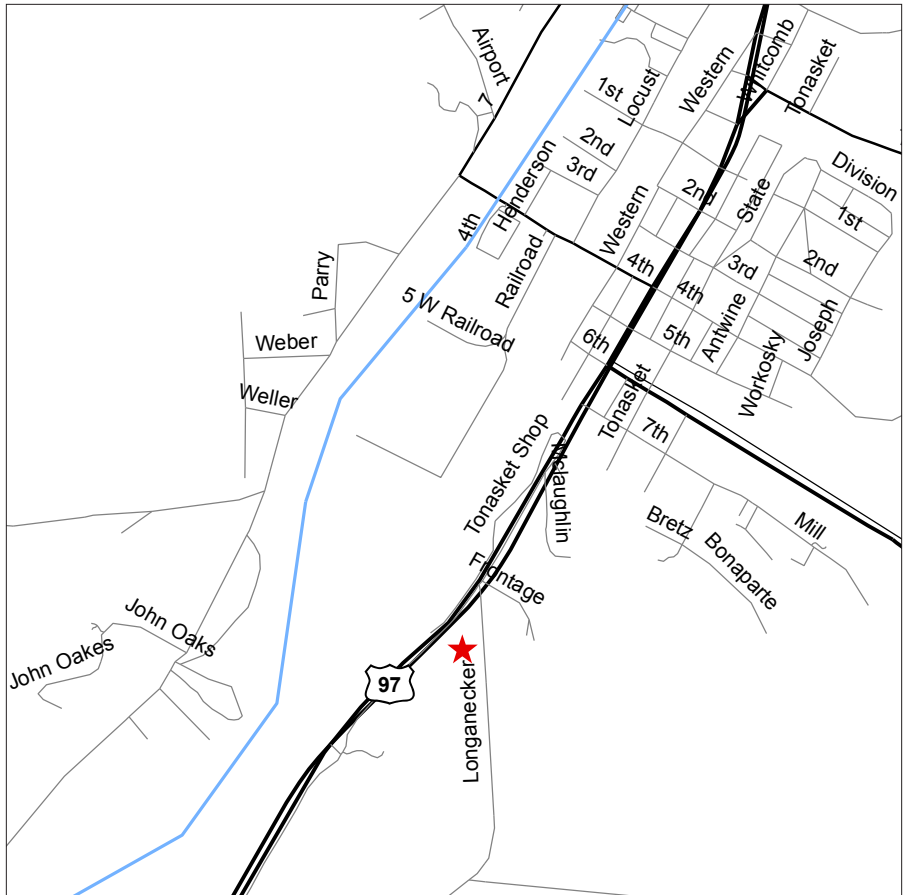 Airport
7
1st
Locust
Western
Whitcomb
Tonasket
2nd
3rd
Henderson
4th
Division
2nd
State
1st
Western
2nd
3rd
Railroad
4th
4th
Parry
5 W Railroad
5th
Antwine
Joseph
Workosky
6th
Weber
Weller
Tonasket
7th
Tonasket Shop
Mclaughlin
Bretz
Bonaparte
Mill
Frontage
John Oaks
John Oakes
97
Longanecker